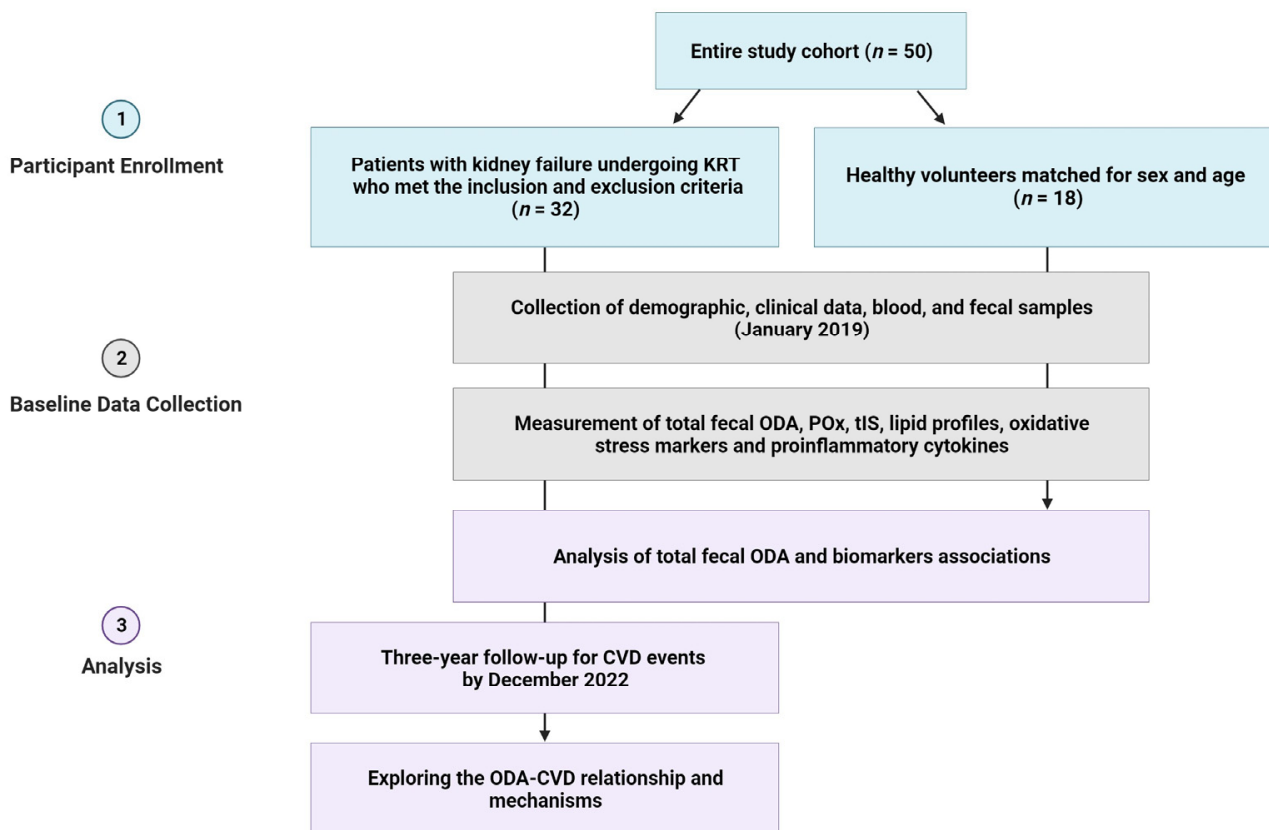 Entire study cohort (n = 50)
1
Participant Enrollment
Patients with kidney failure undergoing KRT
who met the inclusion and exclusion criteria
(n = 32)
Healthy volunteers matched for sex and age
(n = 18)
2
Baseline Data Collection
Collection of demographic, clinical data, blood, and fecal samples
(January 2019)
Measurement of total fecal ODA, POx, tIS, lipid profiles, oxidative
stress markers and proinflammatory cytokines
Analysis of total fecal ODA and biomarkers associations
3
Analysis
Three-year follow-up for CVD events
by December 2022
Exploring the ODA-CVD relationship and
mechanisms